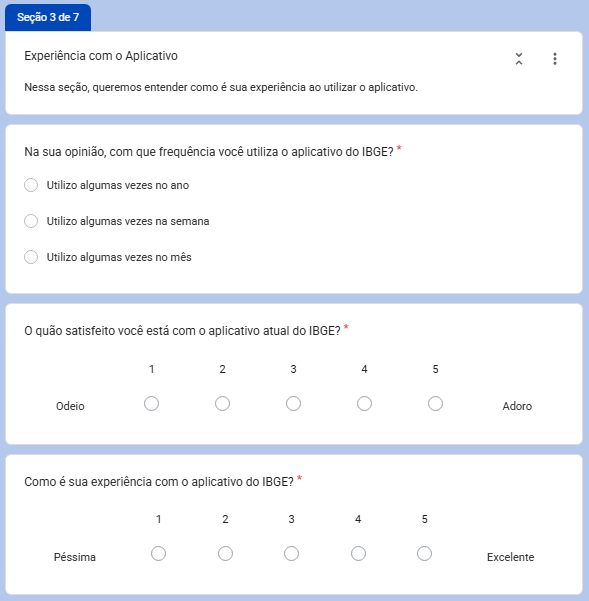 Seção 3 de 7
Experiência com o Aplicativo
Nessa seção, queremos entender como é sua experiência ao utilizar o aplicativo.
Na sua opinião, com que frequência você utiliza o aplicativo do IBGE? *
Utilizo algumas vezes no ano
Utilizo algumas vezes na semana
Utilizo algumas vezes no mês
O quão satisfeito você está com o aplicativo atual do IBGE? *
1 2 3 4 5
Odeio Adoro
Como é sua experiência com o aplicativo do IBGE? *
1 2 3 4 5
Péssima Excelente